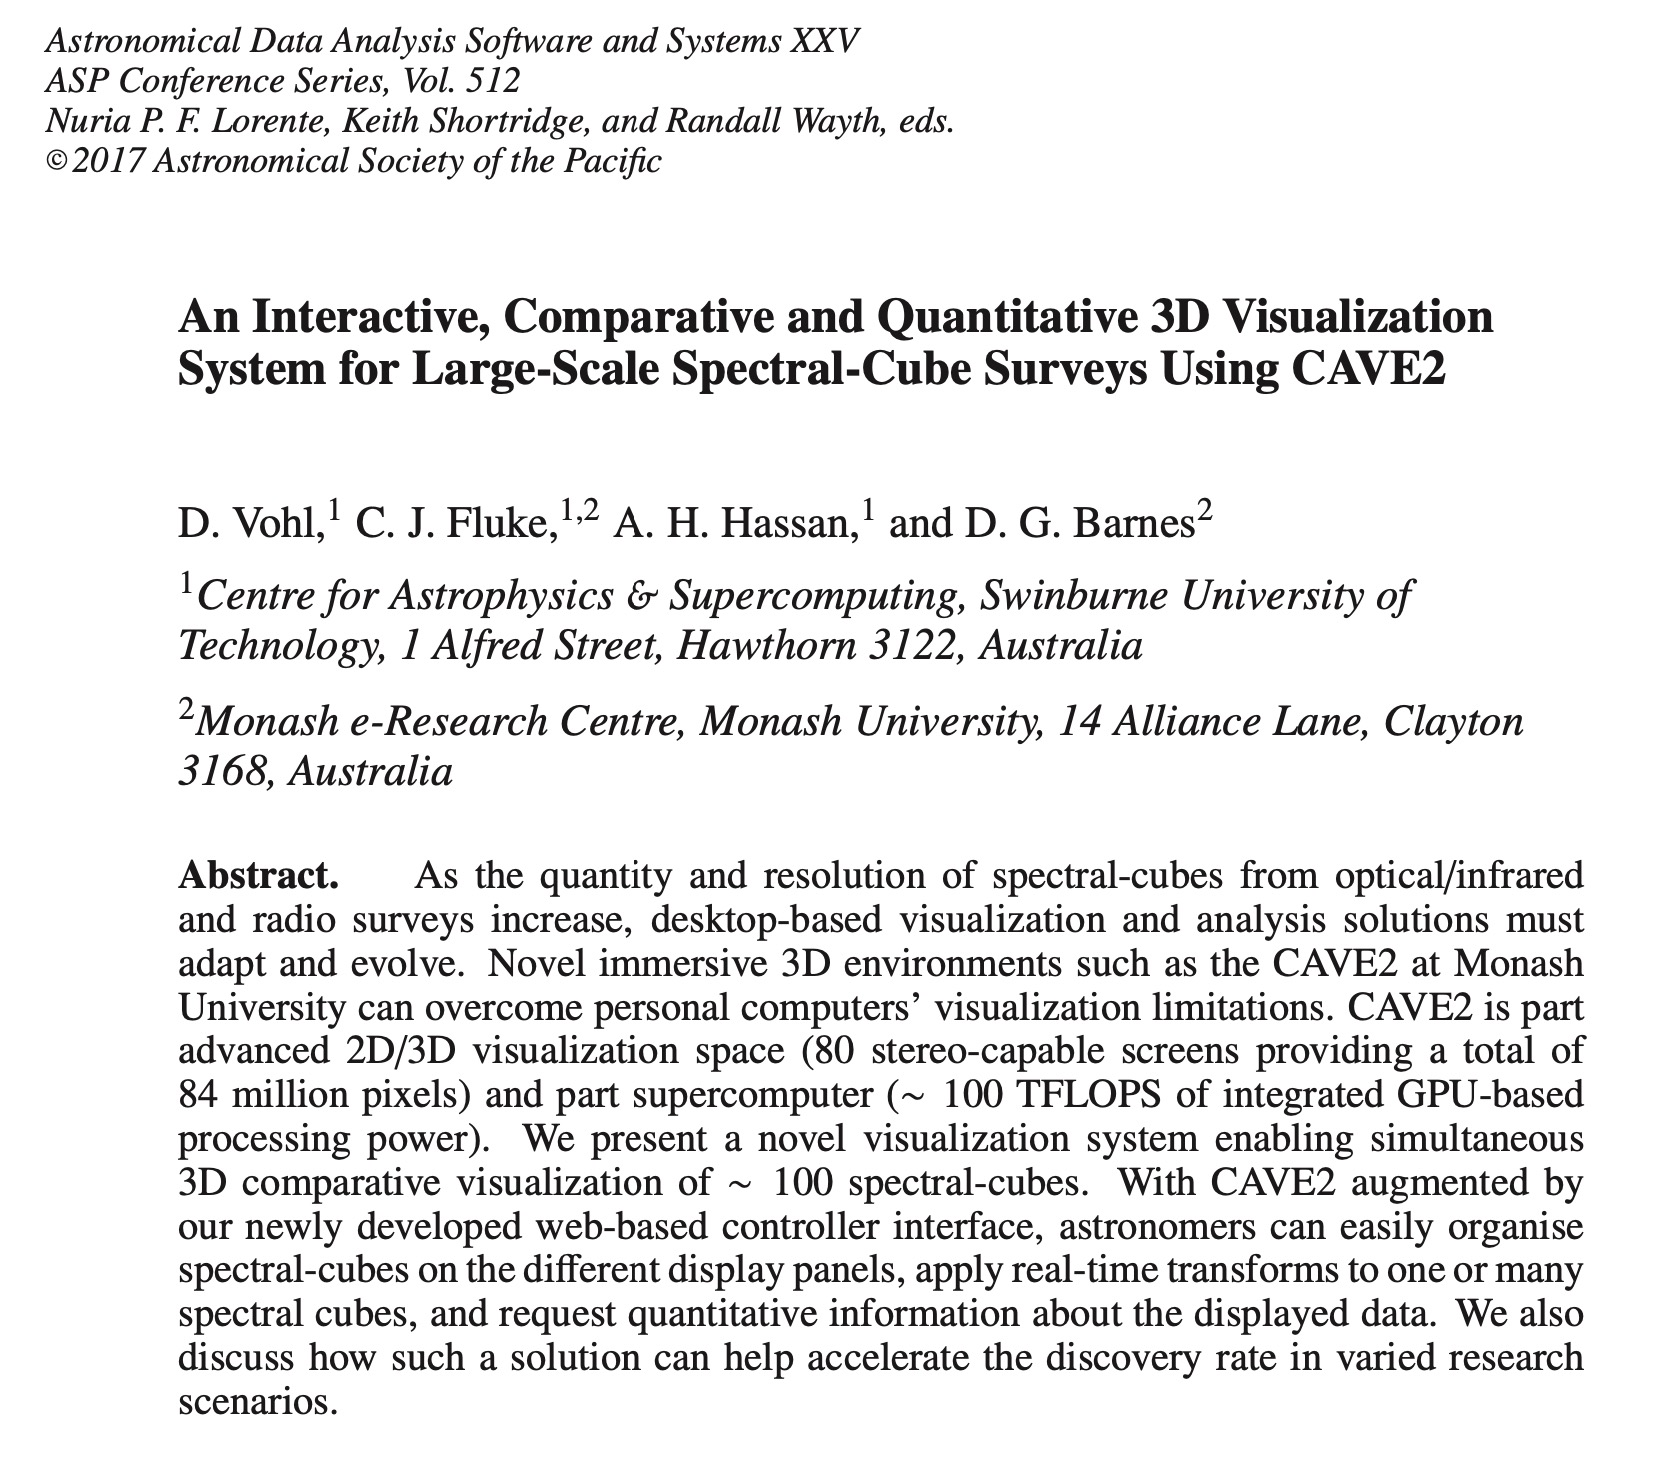 Astronomical Data Analysis Software and Systems XXV
ASP Conference Series, Vol. 512
Nuria P. F. Lorente, Keith Shortridge, and Randall Wayth, eds.
©2017 Astronomical Society of the Pacific
An Interactive, Comparative and Quantitative 3D Visualization
System for Large-Scale Spectral-Cube Surveys Using CAVE2
D. Vohl,1 C. J. Fluke,1,2 A. H. Hassan,1 and D. G. Barnes2
1Centre for Astrophysics & Supercomputing, Swinburne University of
Technology, 1 Alfred Street, Hawthorn 3122, Australia
2Monash e-Research Centre, Monash University, 14 Alliance Lane, Clayton
3168, Australia
Abstract. As the quantity and resolution of spectral-cubes from optical/infrared
and radio surveys increase, desktop-based visualization and analysis solutions must
adapt and evolve. Novel immersive 3D environments such as the CAVE2 at Monash
University can overcome personal computers’ visualization limitations. CAVE2 is part
advanced 2D/3D visualization space (80 stereo-capable screens providing a total of
84 million pixels) and part supercomputer (∼ 100 TFLOPS of integrated GPU-based
processing power). We present a novel visualization system enabling simultaneous
3D comparative visualization of ∼ 100 spectral-cubes. With CAVE2 augmented by
our newly developed web-based controller interface, astronomers can easily organise
spectral-cubes on the different display panels, apply real-time transforms to one or many
spectral cubes, and request quantitative information about the displayed data. We also
discuss how such a solution can help accelerate the discovery rate in varied research
scenarios.